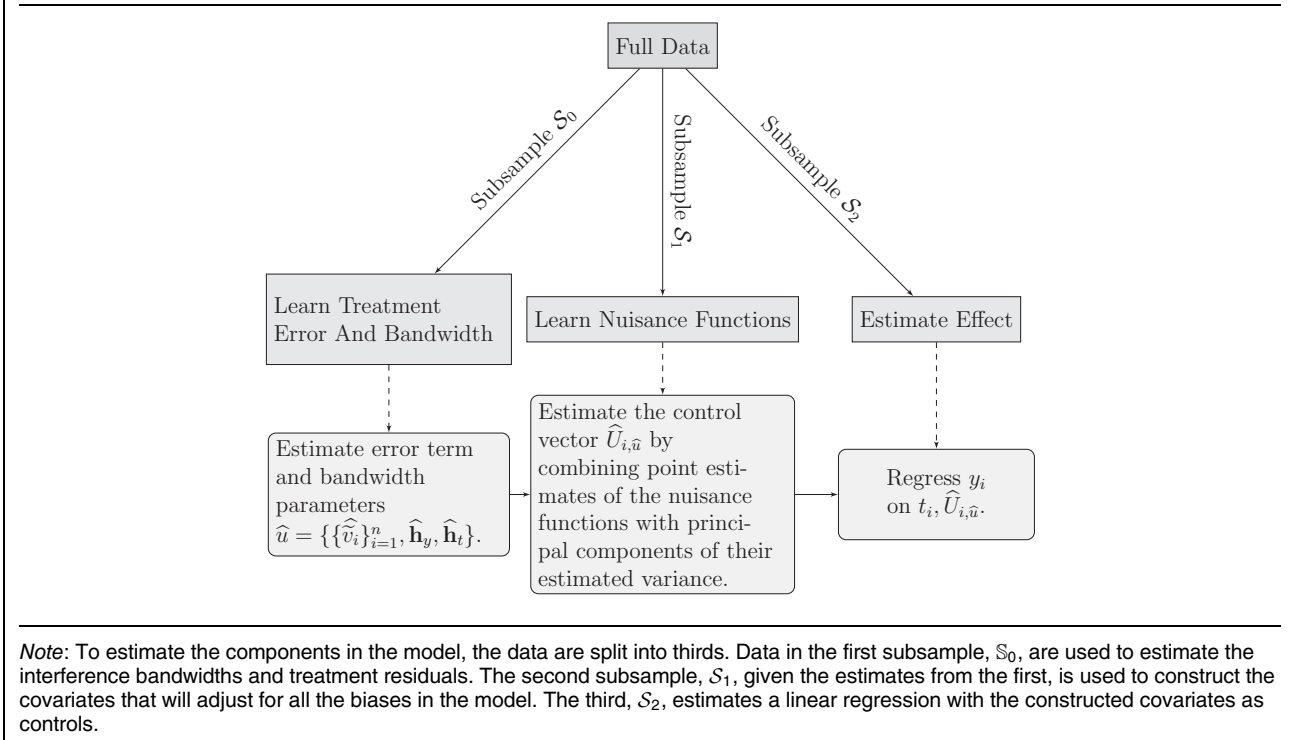 Full Data
Subsample 𝒮₀
Subsample 𝒮₁
Subsample 𝒮₂
Learn Treatment
Error And Bandwidth
Learn Nuisance Functions
Estimate Effect
Estimate error term
and bandwidth
parameters
û = {{ṽ̂ᵢ}ⁿᵢ₌₁, ĥ_y, ĥ_t}.
Estimate the control
vector Û_{i,û} by
combining point esti-
mates of the nuisance
functions with princi-
pal components of their
estimated variance.
Regress yᵢ
on tᵢ, Û_{i,û}.
Note: To estimate the components in the model, the data are split into thirds. Data in the first subsample, 𝕊₀, are used to estimate the
interference bandwidths and treatment residuals. The second subsample, 𝒮₁, given the estimates from the first, is used to construct the
covariates that will adjust for all the biases in the model. The third, 𝒮₂, estimates a linear regression with the constructed covariates as
controls.